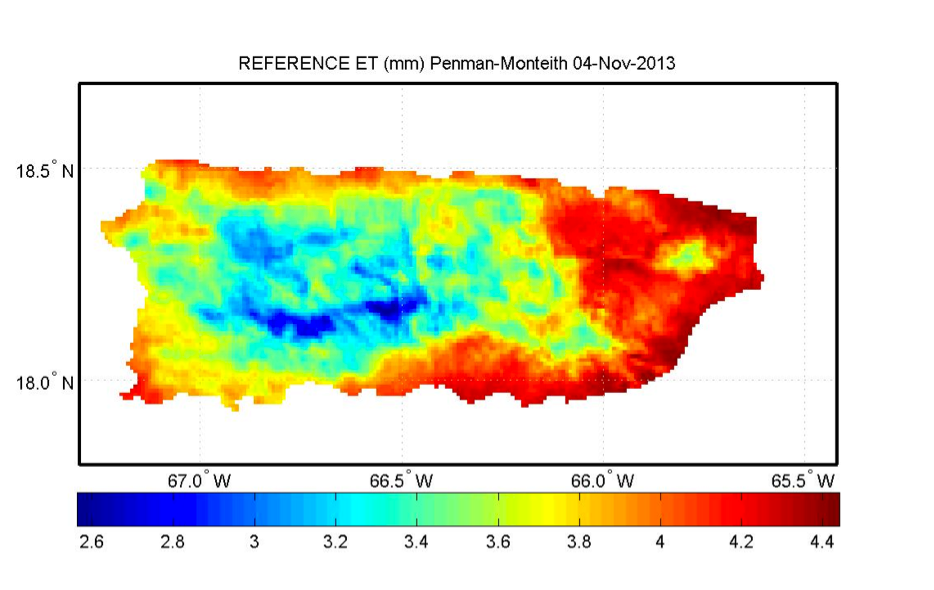 REFERENCE ET (mm) Penman-Monteith 04-Nov-2013
18.5° N
18.0° N
67.0° W 66.5° W 66.0° W 65.5° W
2.6 2.8 3 3.2 3.4 3.6 3.8 4 4.2 4.4